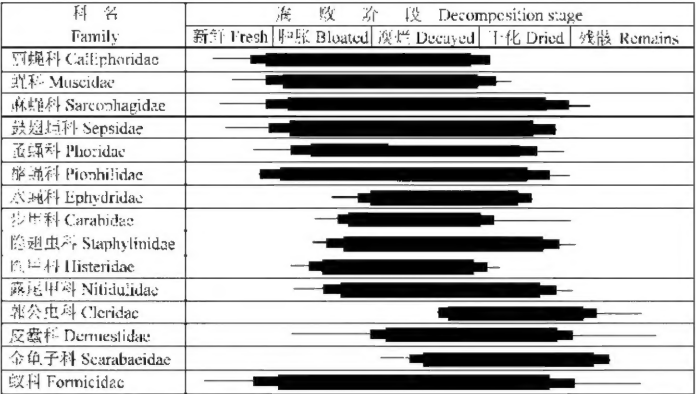 科 名 腐 败 阶 段 Decomposition stage
Family 新鲜 Fresh 肿胀 Bloated 腐烂 Decayed 干化 Dried 残骸 Remains
丽蝇科 Calliphoridae
蝇科 Muscidae
麻蝇科 Sarcophagidae
鼓翅蝇科 Sepsidae
蚤蝇科 Phoridae
酪蝇科 Piophilidae
水蝇科 Ephydridae
步甲科 Carabidae
隐翅虫科 Staphylinidae
阎甲科 Histeridae
露尾甲科 Nitidulidae
郭公虫科 Cleridae
皮蠹科 Dermestidae
金龟子科 Scarabaeidae
蚁科 Formicidae